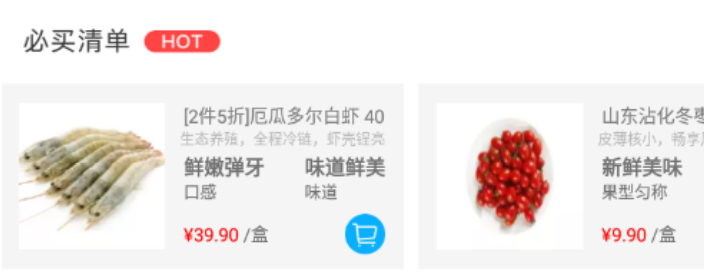 必买清单 HOT
[2件5折]厄瓜多尔白虾 40
生态养殖，全程冷链，虾壳锃亮
鲜嫩弹牙 味道鲜美
口感 味道
¥39.90 /盒
山东沾化冬枣
皮薄核小，畅享
新鲜美味
果型匀称
¥9.90 /盒